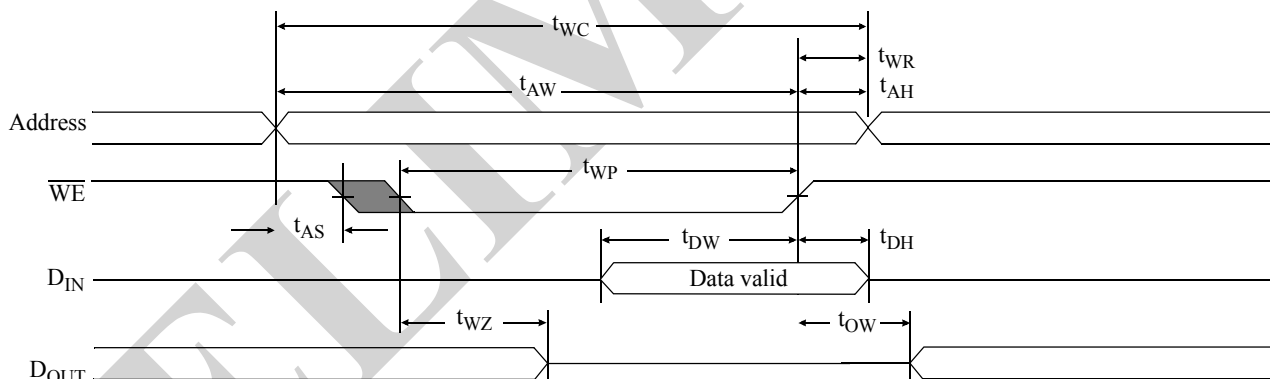 tWC
tWR
tAW
tAH
Address
tWP
WE
tAS
tDW
tDH
DIN
Data valid
tWZ
tOW
DOUT